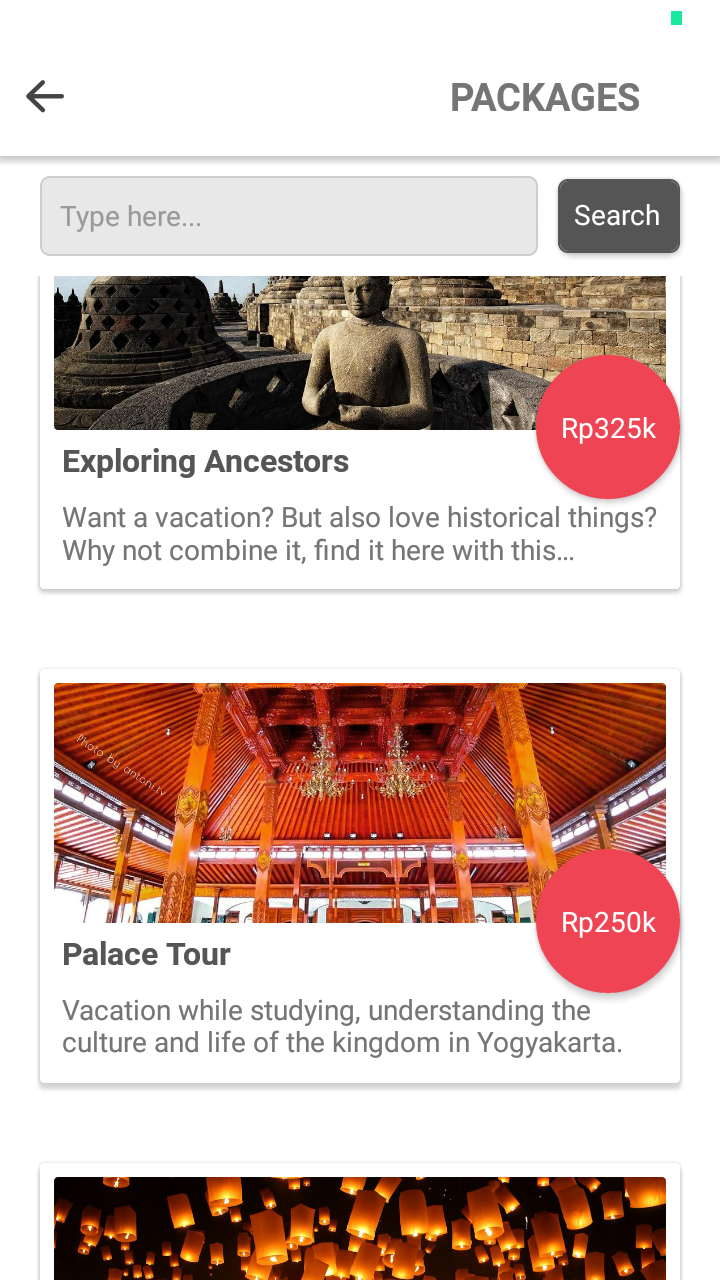 PACKAGES
Type here...
Search
Rp325k
Exploring Ancestors
Want a vacation? But also love historical things?
Why not combine it, find it here with this...
Photo by antoni.tv
Rp250k
Palace Tour
Vacation while studying, understanding the
culture and life of the kingdom in Yogyakarta.